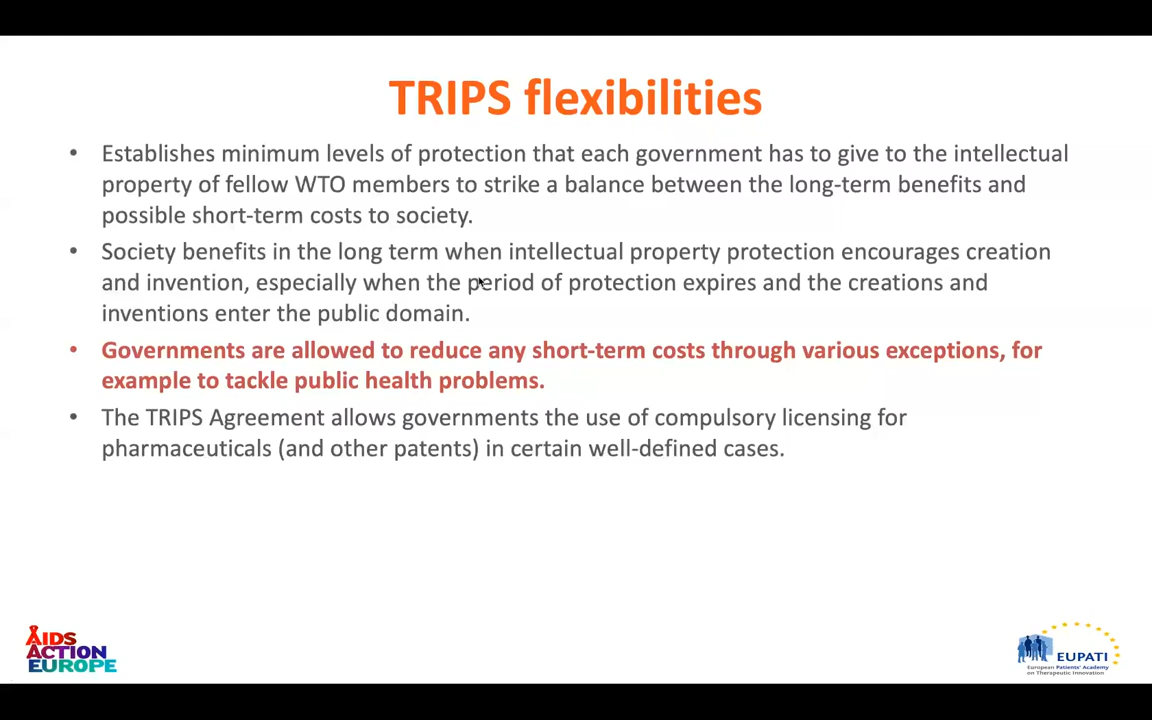 TRIPS flexibilities
• Establishes minimum levels of protection that each government has to give to the intellectual
property of fellow WTO members to strike a balance between the long-term benefits and
possible short-term costs to society.
• Society benefits in the long term when intellectual property protection encourages creation
and invention, especially when the period of protection expires and the creations and
inventions enter the public domain.
• Governments are allowed to reduce any short-term costs through various exceptions, for
example to tackle public health problems.
• The TRIPS Agreement allows governments the use of compulsory licensing for
pharmaceuticals (and other patents) in certain well-defined cases.
AIDS
ACTION
EUROPE
EUPATI
European Patients' Academy
on Therapeutic Innovation